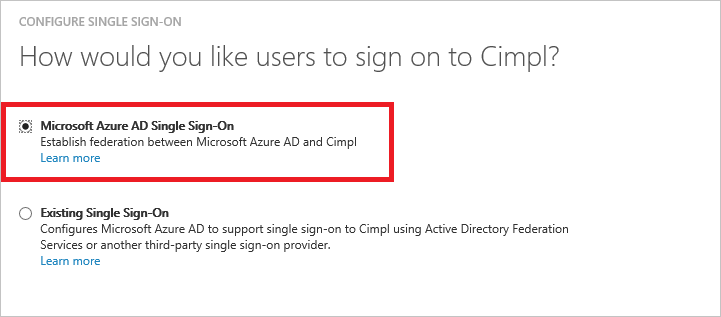 CONFIGURE SINGLE SIGN-ON
How would you like users to sign on to Cimpl?
Microsoft Azure AD Single Sign-On
Establish federation between Microsoft Azure AD and Cimpl
Learn more
Existing Single Sign-On
Configures Microsoft Azure AD to support single sign-on to Cimpl using Active Directory Federation
Services or another third-party single sign-on provider.
Learn more